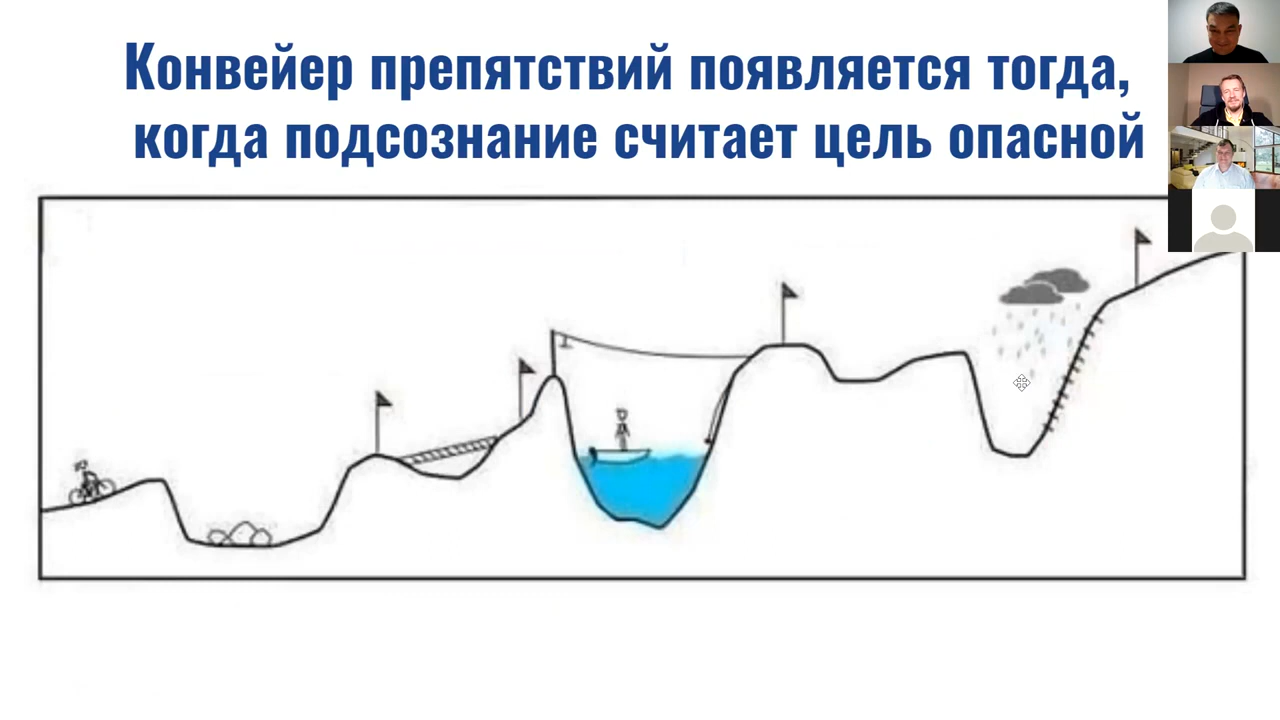 Конвейер препятствий появляется тогда,
когда подсознание считает цель опасной